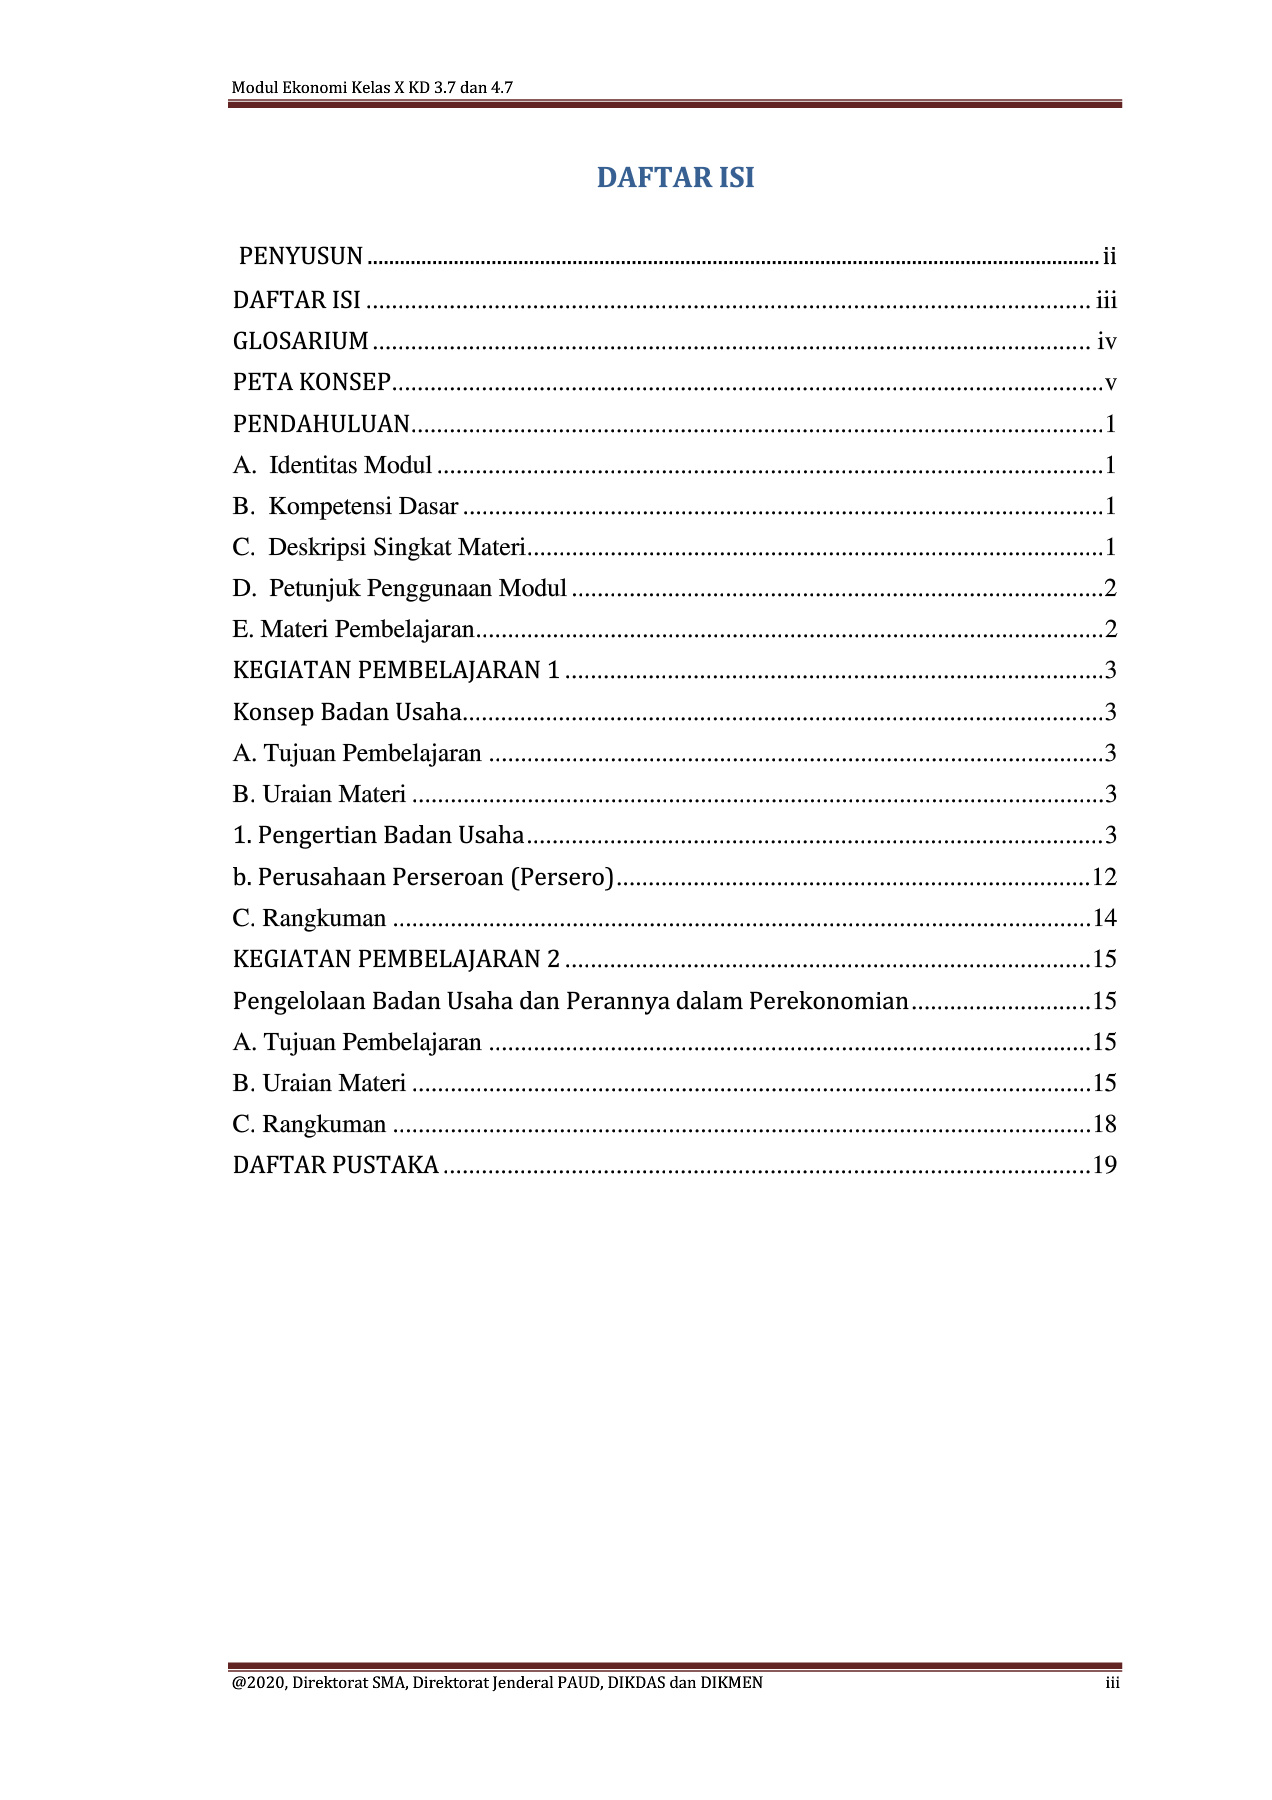 Modul Ekonomi Kelas X KD 3.7 dan 4.7
DAFTAR ISI
PENYUSUN ........................................ ii
DAFTAR ISI ........................................ iii
GLOSARIUM ........................................ iv
PETA KONSEP ........................................ v
PENDAHULUAN ........................................ 1
A. Identitas Modul ........................................ 1
B. Kompetensi Dasar ........................................ 1
C. Deskripsi Singkat Materi ........................................ 1
D. Petunjuk Penggunaan Modul ........................................ 2
E. Materi Pembelajaran ........................................ 2
KEGIATAN PEMBELAJARAN 1 ........................................ 3
Konsep Badan Usaha ........................................ 3
A. Tujuan Pembelajaran ........................................ 3
B. Uraian Materi ........................................ 3
1. Pengertian Badan Usaha ........................................ 3
b. Perusahaan Perseroan (Persero) ........................................ 12
C. Rangkuman ........................................ 14
KEGIATAN PEMBELAJARAN 2 ........................................ 15
Pengelolaan Badan Usaha dan Perannya dalam Perekonomian ........................................ 15
A. Tujuan Pembelajaran ........................................ 15
B. Uraian Materi ........................................ 15
C. Rangkuman ........................................ 18
DAFTAR PUSTAKA ........................................ 19
@2020, Direktorat SMA, Direktorat Jenderal PAUD, DIKDAS dan DIKMEN iii